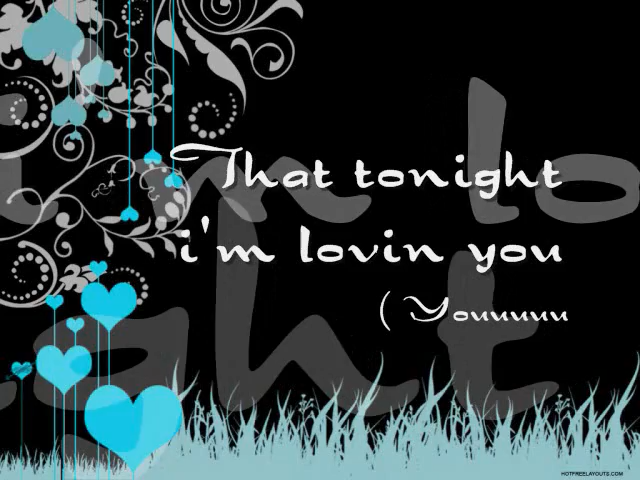 That tonight
i'm lovin you
( Youuuuu
HOTFREELAYOUTS.COM